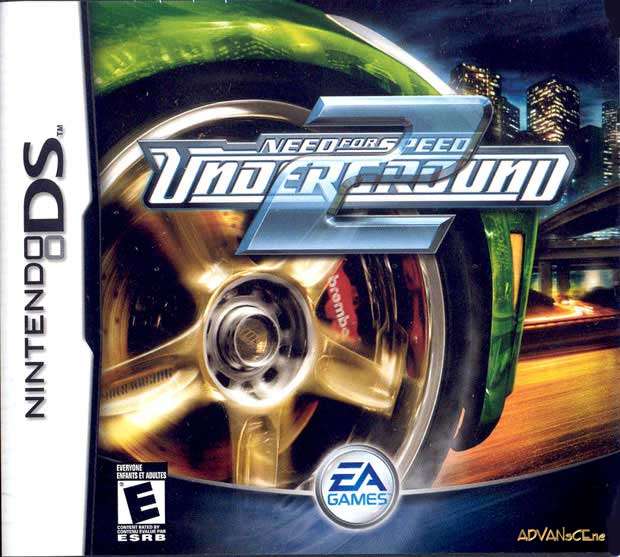 NINTENDO DS™
NEED FOR SPEED
UNDERGROUND
2
brembo
EVERYONE
ENFANTS ET ADULTES
E
CONTENT RATED BY
CONTENU EVALUÉ PAR
ESRB
EA
GAMES
ADVANsCEne